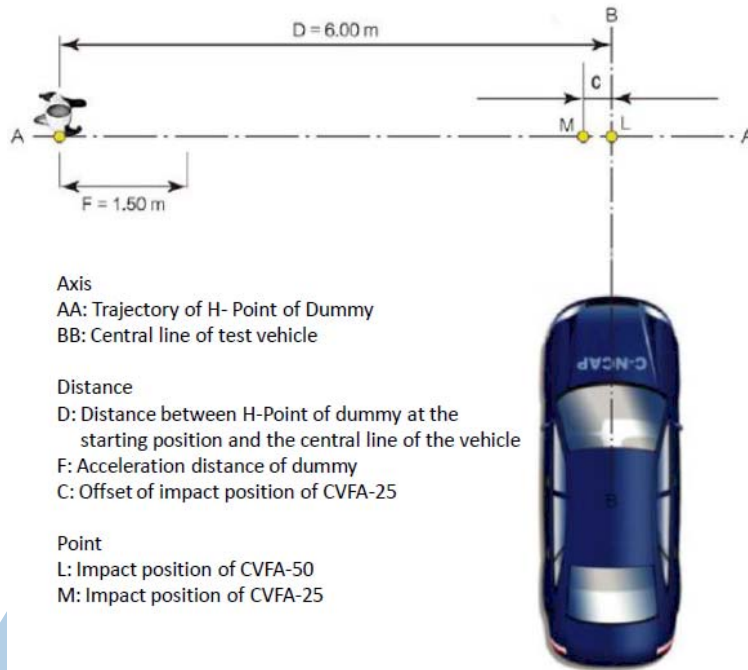 B
D = 6.00 m
C
A
M
L
A
F = 1.50 m
Axis
AA: Trajectory of H- Point of Dummy
BB: Central line of test vehicle
Distance
D: Distance between H-Point of dummy at the
starting position and the central line of the vehicle
F: Acceleration distance of dummy
C: Offset of impact position of CVFA-25
Point
L: Impact position of CVFA-50
M: Impact position of CVFA-25
C-NCAP
B